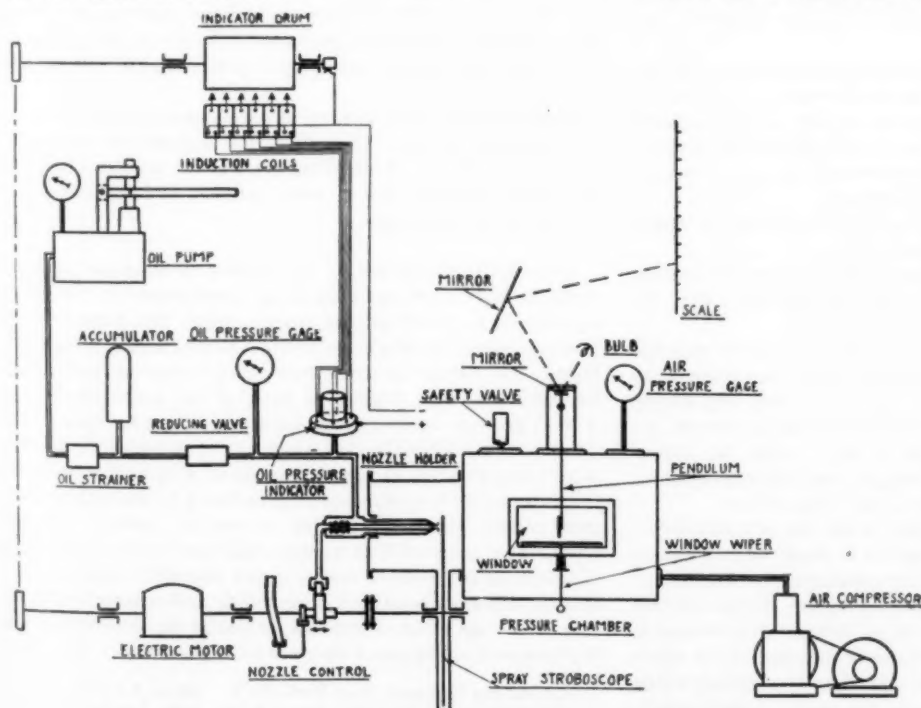 INDICATOR DRUM
INDUCTION COILS
OIL PUMP
MIRROR
SCALE
ACCUMULATOR
OIL PRESSURE GAGE
MIRROR
BULB
AIR
PRESSURE GAGE
SAFETY VALVE
REDUCING VALVE
OIL STRAINER
OIL PRESSURE
INDICATOR
NOZZLE HOLDER
PENDULUM
WINDOW
WINDOW WIPER
AIR COMPRESSOR
PRESSURE CHAMBER
ELECTRIC MOTOR
NOZZLE CONTROL
SPRAY STROBOSCOPE